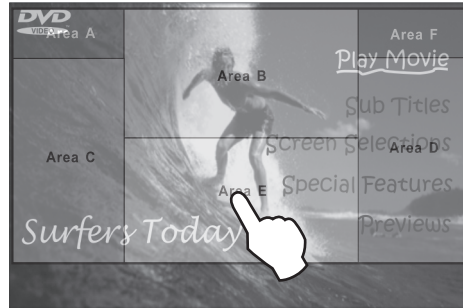 DVD
VIDEO
Area A
Area F
Play Movie
Area B
Sub Titles
Screen Selections
Area C
Area D
Area E
Special Features
Surfers Today
Previews